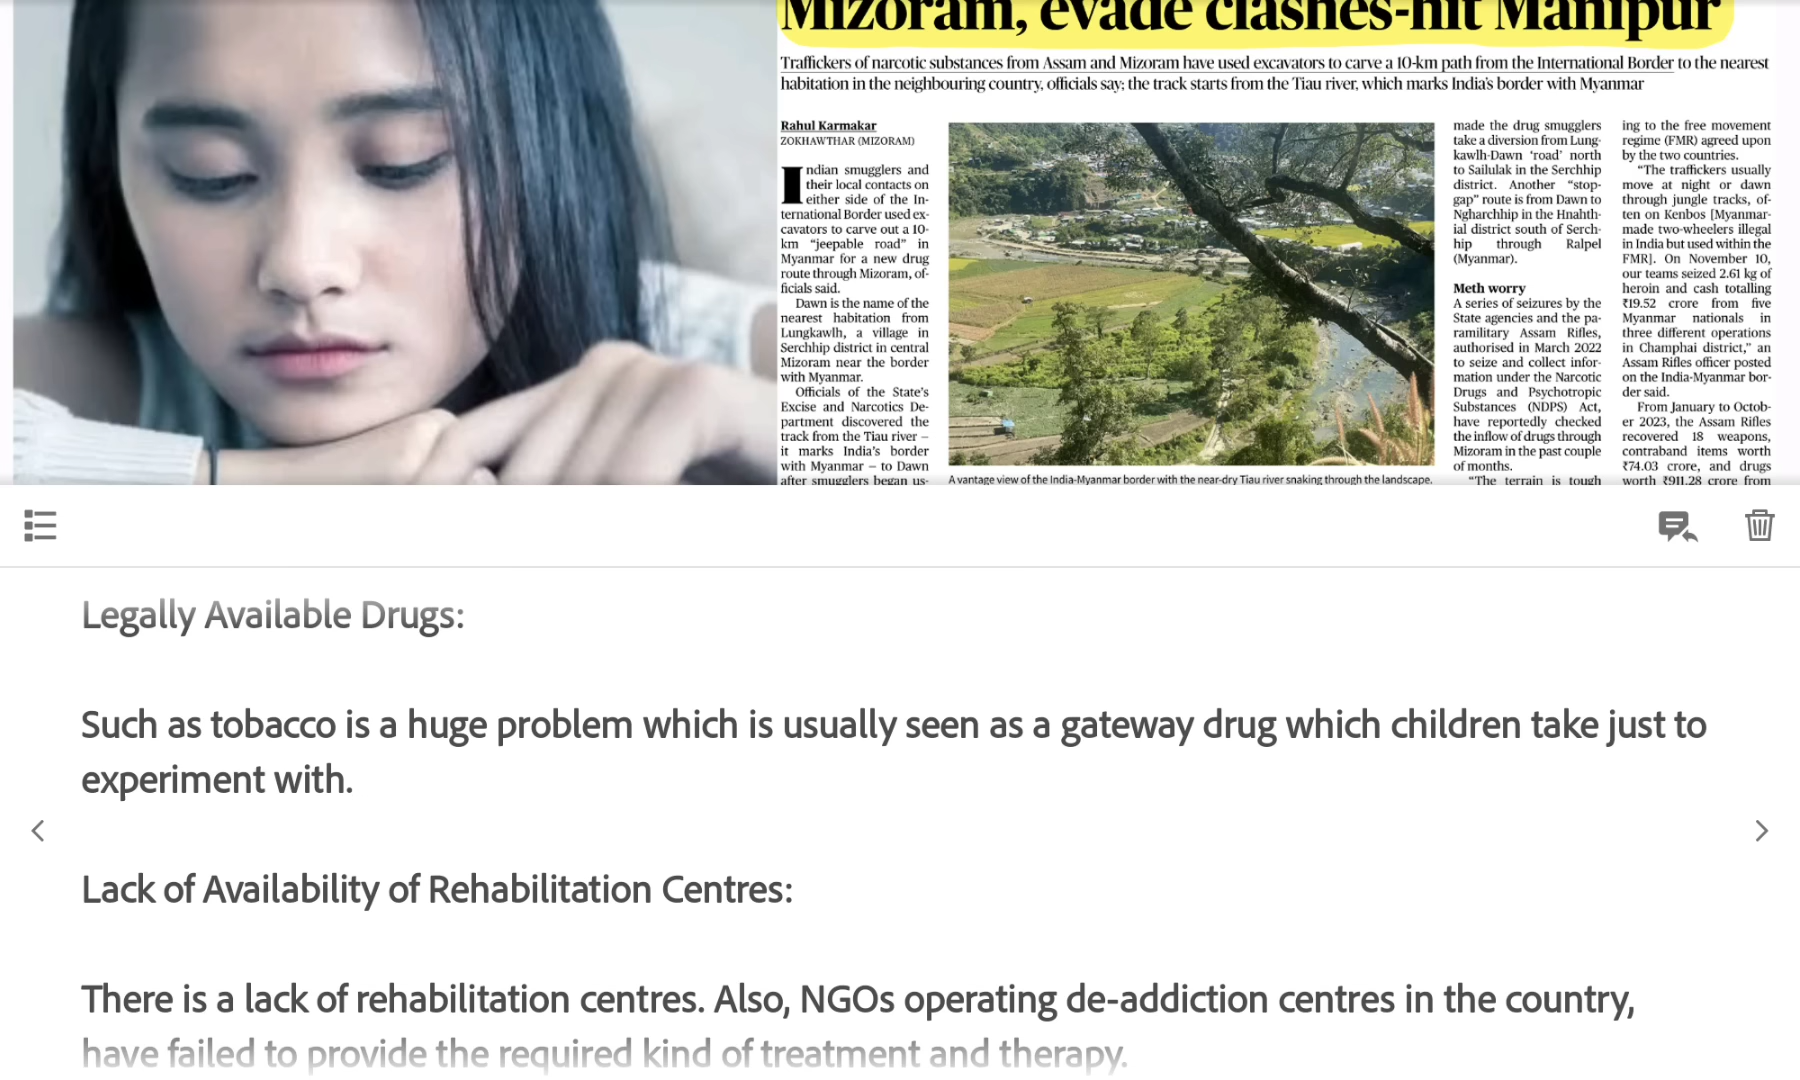 Mizoram, evade clashes-hit Manipur
Traffickers of narcotic substances from Assam and Mizoram have used excavators to carve a 10-km path from the International Border to the nearest
habitation in the neighbouring country, officials say; the track starts from the Tiau river, which marks India's border with Myanmar
Rahul Karmakar
ZOKHAWTHAR (MIZORAM)
Indian smugglers and
their local contacts on
either side of the In-
ternational Border used ex-
cavators to carve out a 10-
km “jeepable road” in
Myanmar for a new drug
route through Mizoram, of-
ficials said.
Dawn is the name of the
nearest habitation from
Lungkawlh, a village in
Serchhip district in central
Mizoram near the border
with Myanmar.
Officials of the State's
Excise and Narcotics De-
partment discovered the
track from the Tiau river –
it marks India's border
with Myanmar – to Dawn
after smugglers began us-
A vantage view of the India-Myanmar border with the near-dry Tiau river snaking through the landscape.
made the drug smugglers
take a diversion from Lung-
kawlh-Dawn ‘road’ north
to Sailulak in the Serchhip
district. Another “stop-
gap” route is from Dawn to
Ngharchhip in the Hnahth-
ial district south of Serch-
hip through Ralpel
(Myanmar).
Meth worry
A series of seizures by the
State agencies and the pa-
ramilitary Assam Rifles,
authorised in March 2022
to seize and collect infor-
mation under the Narcotic
Drugs and Psychotropic
Substances (NDPS) Act,
have reportedly checked
the inflow of drugs through
Mizoram in the past couple
of months.
“The terrain is tough
ing to the free movement
regime (FMR) agreed upon
by the two countries.
“The traffickers usually
move at night or dawn
through jungle tracks, of-
ten on Kenbos [Myanmar-
made two-wheelers illegal
in India but used within the
FMR]. On November 10,
our teams seized 2.61 kg of
heroin and cash totalling
₹19.52 crore from five
Myanmar nationals in
three different operations
in Champhai district,” an
Assam Rifles officer posted
on the India-Myanmar bor-
der said.
From January to Octob-
er 2023, the Assam Rifles
recovered 18 weapons,
contraband items worth
₹74.03 crore, and drugs
worth ₹911.28 crore from
Legally Available Drugs:
Such as tobacco is a huge problem which is usually seen as a gateway drug which children take just to
experiment with.
Lack of Availability of Rehabilitation Centres:
There is a lack of rehabilitation centres. Also, NGOs operating de-addiction centres in the country,
have failed to provide the required kind of treatment and therapy.